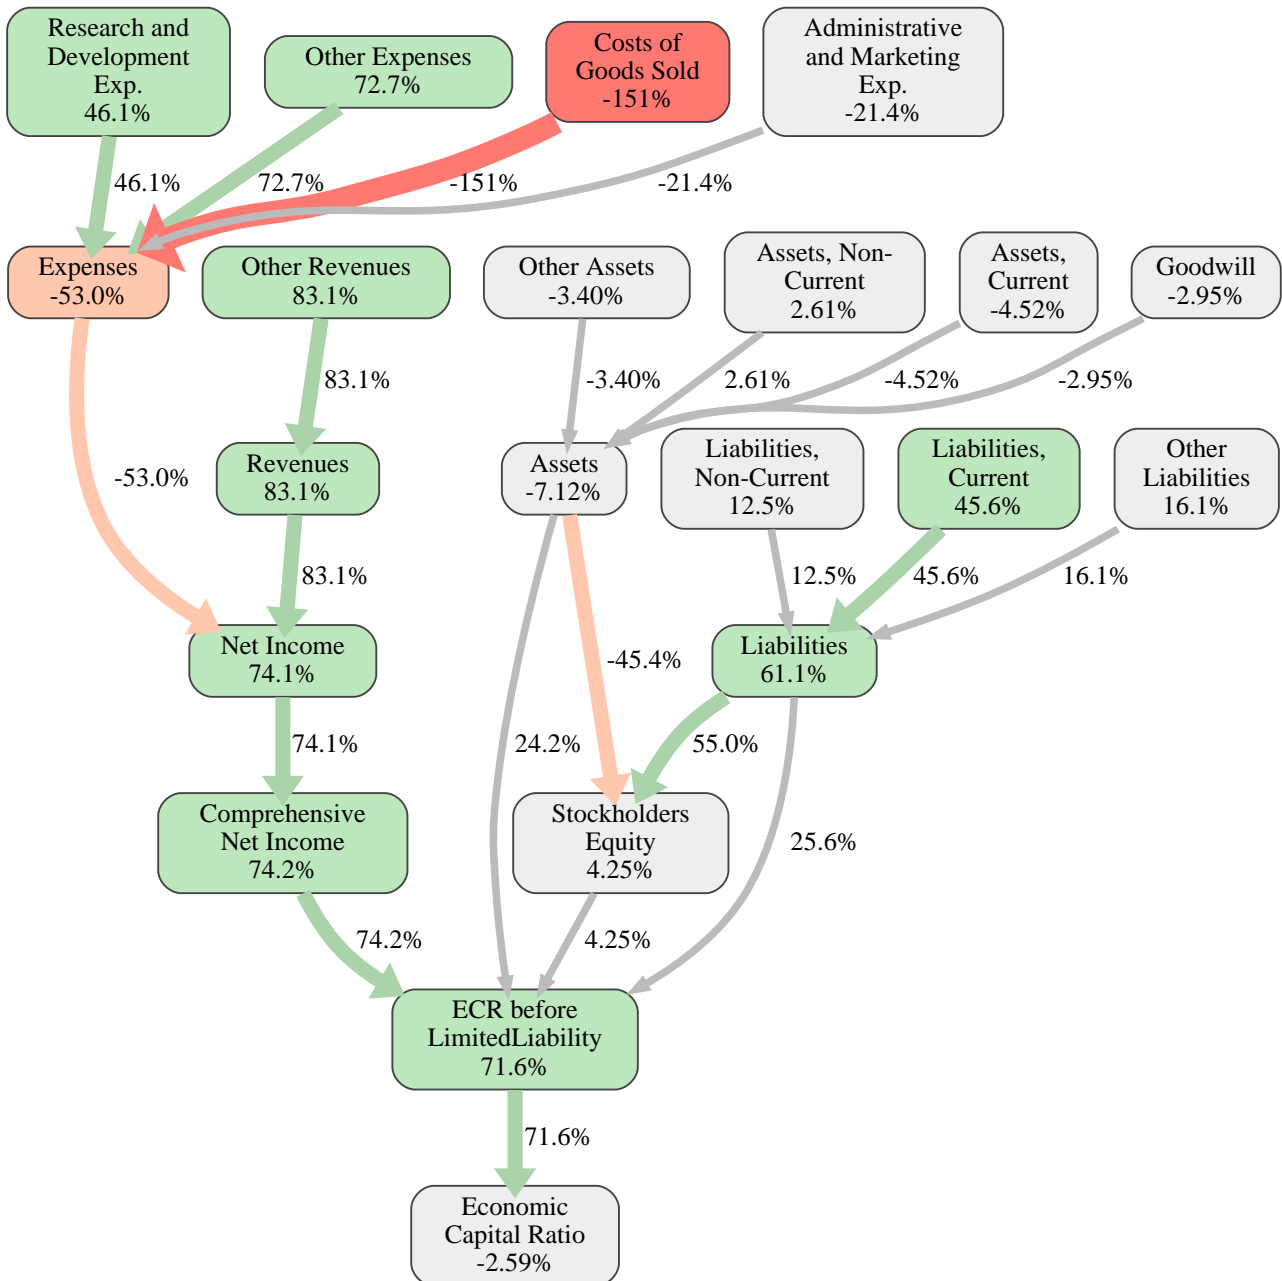 Research and
Development
Exp.
46.1%
Other Expenses
72.7%
Costs of
Goods Sold
-151%
Administrative
and Marketing
Exp.
-21.4%
46.1%
72.7%
-151%
-21.4%
Expenses
-53.0%
Other Revenues
83.1%
Other Assets
-3.40%
Assets, Non-
Current
2.61%
Assets,
Current
-4.52%
Goodwill
-2.95%
83.1%
-3.40%
2.61%
-4.52%
-2.95%
-53.0%
Revenues
83.1%
Assets
-7.12%
Liabilities,
Non-Current
12.5%
Liabilities,
Current
45.6%
Other
Liabilities
16.1%
83.1%
12.5%
45.6%
16.1%
Net Income
74.1%
-45.4%
Liabilities
61.1%
74.1%
24.2%
55.0%
Comprehensive
Net Income
74.2%
Stockholders
Equity
4.25%
25.6%
74.2%
4.25%
ECR before
LimitedLiability
71.6%
71.6%
Economic
Capital Ratio
-2.59%